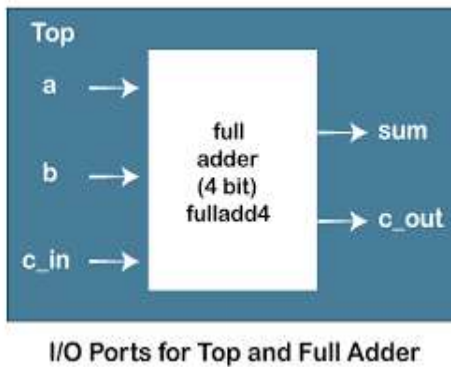 Top
a
b
c_in
full
adder
(4 bit)
fulladd4
sum
c_out
I/O Ports for Top and Full Adder